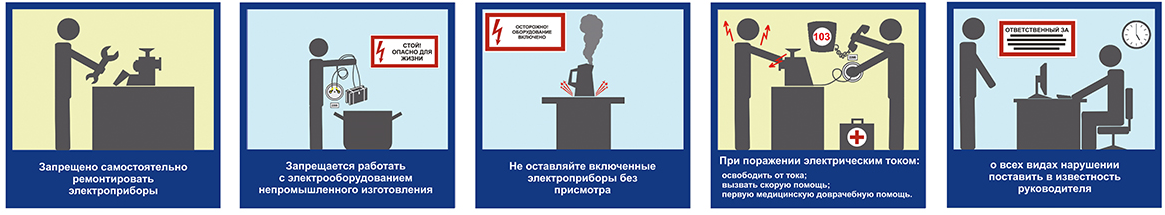 Запрещено самостоятельно
ремонтировать
электроприборы
СТОЙ!
ОПАСНО ДЛЯ
ЖИЗНИ
Запрещается работать
с электрооборудованием
непромышленного изготовления
ОСТОРОЖНО!
ОБОРУДОВАНИЕ
ВКЛЮЧЕНО
Не оставляйте включенные
электроприборы без
присмотра
103
При поражении электрическим током:
освободить от тока;
вызвать скорую помощь;
первую медицинскую доврачебную помощь.
ОТВЕТСТВЕННЫЙ ЗА
о всех видах нарушении
поставить в известность
руководителя